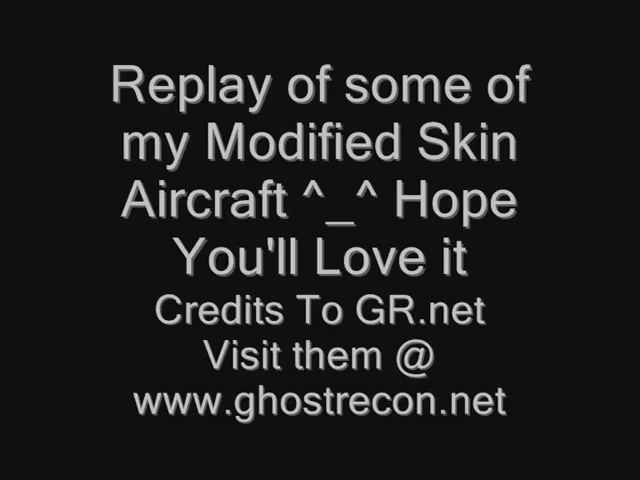 Replay of some of
my Modified Skin
Aircraft ^_^ Hope
You'll Love it
Credits To GR.net
Visit them @
www.ghostrecon.net